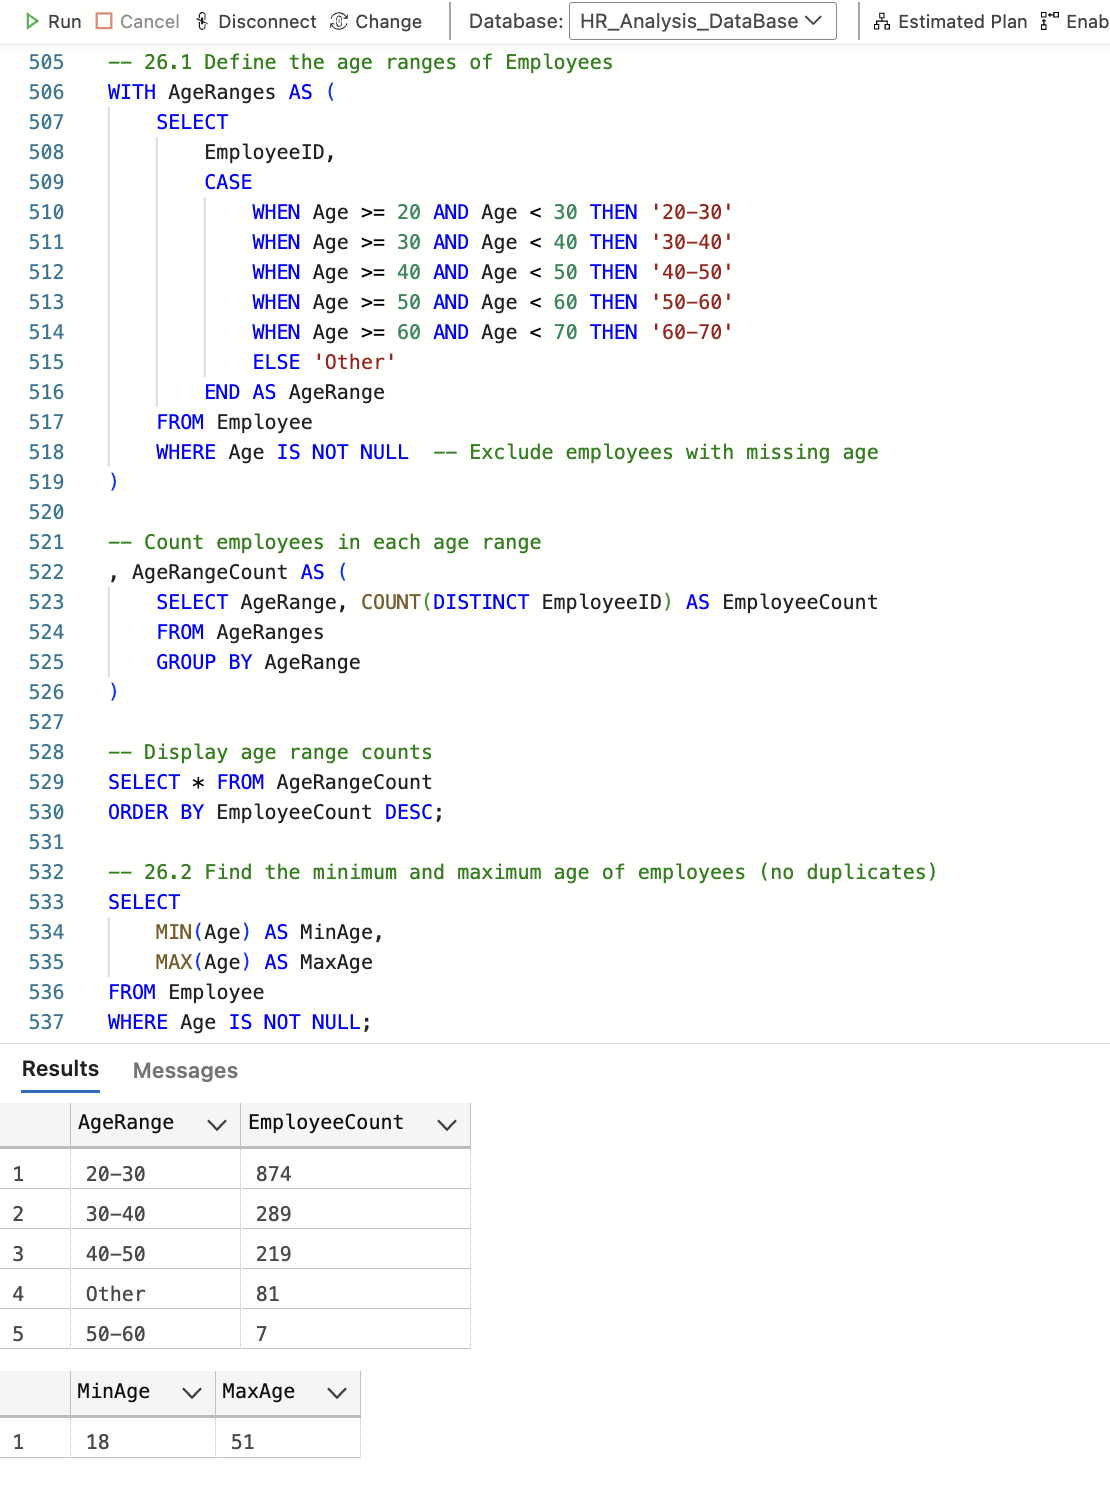 Run Cancel Disconnect Change Database: HR_Analysis_DataBase Estimated Plan Enab
505 -- 26.1 Define the age ranges of Employees
506 WITH AgeRanges AS (
507 SELECT
508 EmployeeID,
509 CASE
510 WHEN Age >= 20 AND Age < 30 THEN '20-30'
511 WHEN Age >= 30 AND Age < 40 THEN '30-40'
512 WHEN Age >= 40 AND Age < 50 THEN '40-50'
513 WHEN Age >= 50 AND Age < 60 THEN '50-60'
514 WHEN Age >= 60 AND Age < 70 THEN '60-70'
515 ELSE 'Other'
516 END AS AgeRange
517 FROM Employee
518 WHERE Age IS NOT NULL -- Exclude employees with missing age
519 )
520
521 -- Count employees in each age range
522 , AgeRangeCount AS (
523 SELECT AgeRange, COUNT(DISTINCT EmployeeID) AS EmployeeCount
524 FROM AgeRanges
525 GROUP BY AgeRange
526 )
527
528 -- Display age range counts
529 SELECT * FROM AgeRangeCount
530 ORDER BY EmployeeCount DESC;
531
532 -- 26.2 Find the minimum and maximum age of employees (no duplicates)
533 SELECT
534 MIN(Age) AS MinAge,
535 MAX(Age) AS MaxAge
536 FROM Employee
537 WHERE Age IS NOT NULL;
Results Messages
AgeRange EmployeeCount
1 20-30 874
2 30-40 289
3 40-50 219
4 Other 81
5 50-60 7
MinAge MaxAge
1 18 51